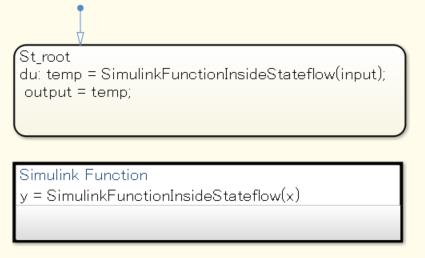 St_root
du: temp = SimulinkFunctionInsideStateflow(input);
output = temp;
Simulink Function
y = SimulinkFunctionInsideStateflow(x)